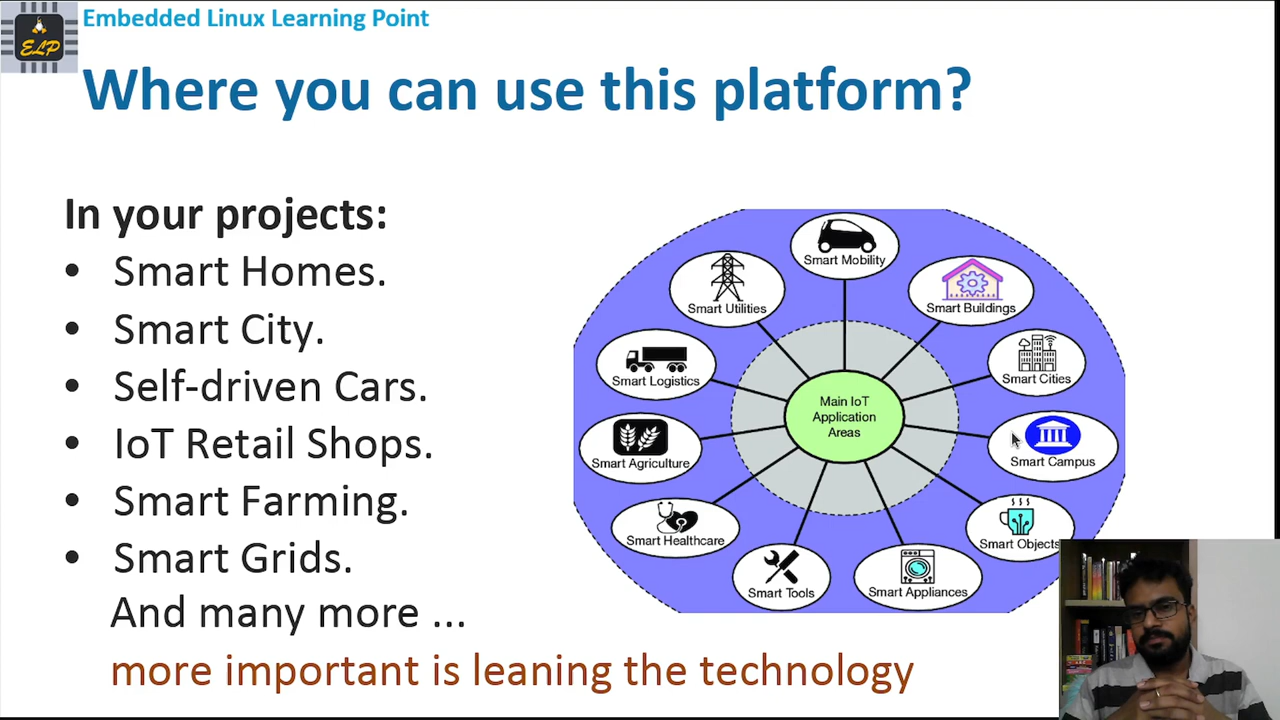 Embedded Linux Learning Point
ELP
Where you can use this platform?
In your projects:
• Smart Homes.
• Smart City.
• Self-driven Cars.
• IoT Retail Shops.
• Smart Farming.
• Smart Grids.
And many more ...
more important is leaning the technology
Smart Mobility
Smart Utilities
Smart Buildings
Smart Logistics
Smart Cities
Main IoT
Application
Areas
Smart Agriculture
Smart Campus
Smart Healthcare
Smart Objects
Smart Tools
Smart Appliances